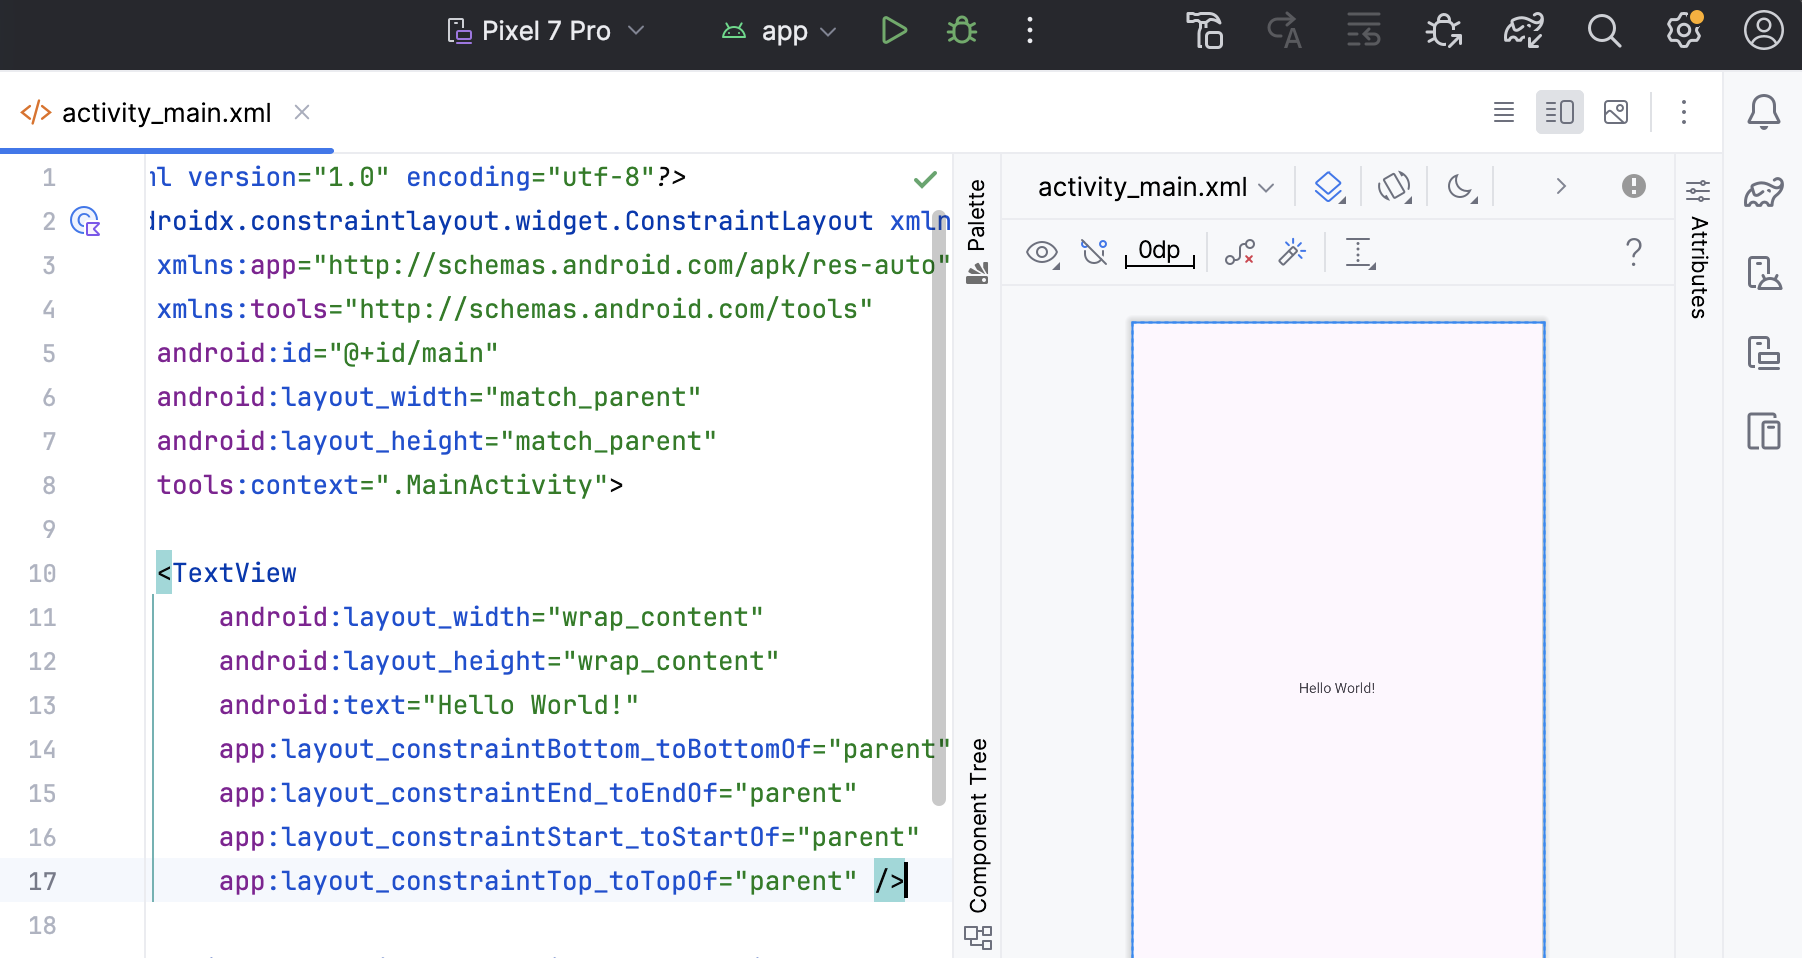 Pixel 7 Pro
app
activity_main.xml
1
version="1.0" encoding="utf-8"?>
2
droidx.constraintlayout.widget.ConstraintLayout xmln
3
xmlns:app="http://schemas.android.com/apk/res-auto"
4
xmlns:tools="http://schemas.android.com/tools"
5
android:id="@+id/main"
6
android:layout_width="match_parent"
7
android:layout_height="match_parent"
8
tools:context=".MainActivity">
9
10
<TextView
11
android:layout_width="wrap_content"
12
android:layout_height="wrap_content"
13
android:text="Hello World!"
14
app:layout_constraintBottom_toBottomOf="parent"
15
app:layout_constraintEnd_toEndOf="parent"
16
app:layout_constraintStart_toStartOf="parent"
17
app:layout_constraintTop_toTopOf="parent" />
18
Palette
Component Tree
activity_main.xml
0dp
?
Hello World!
Attributes